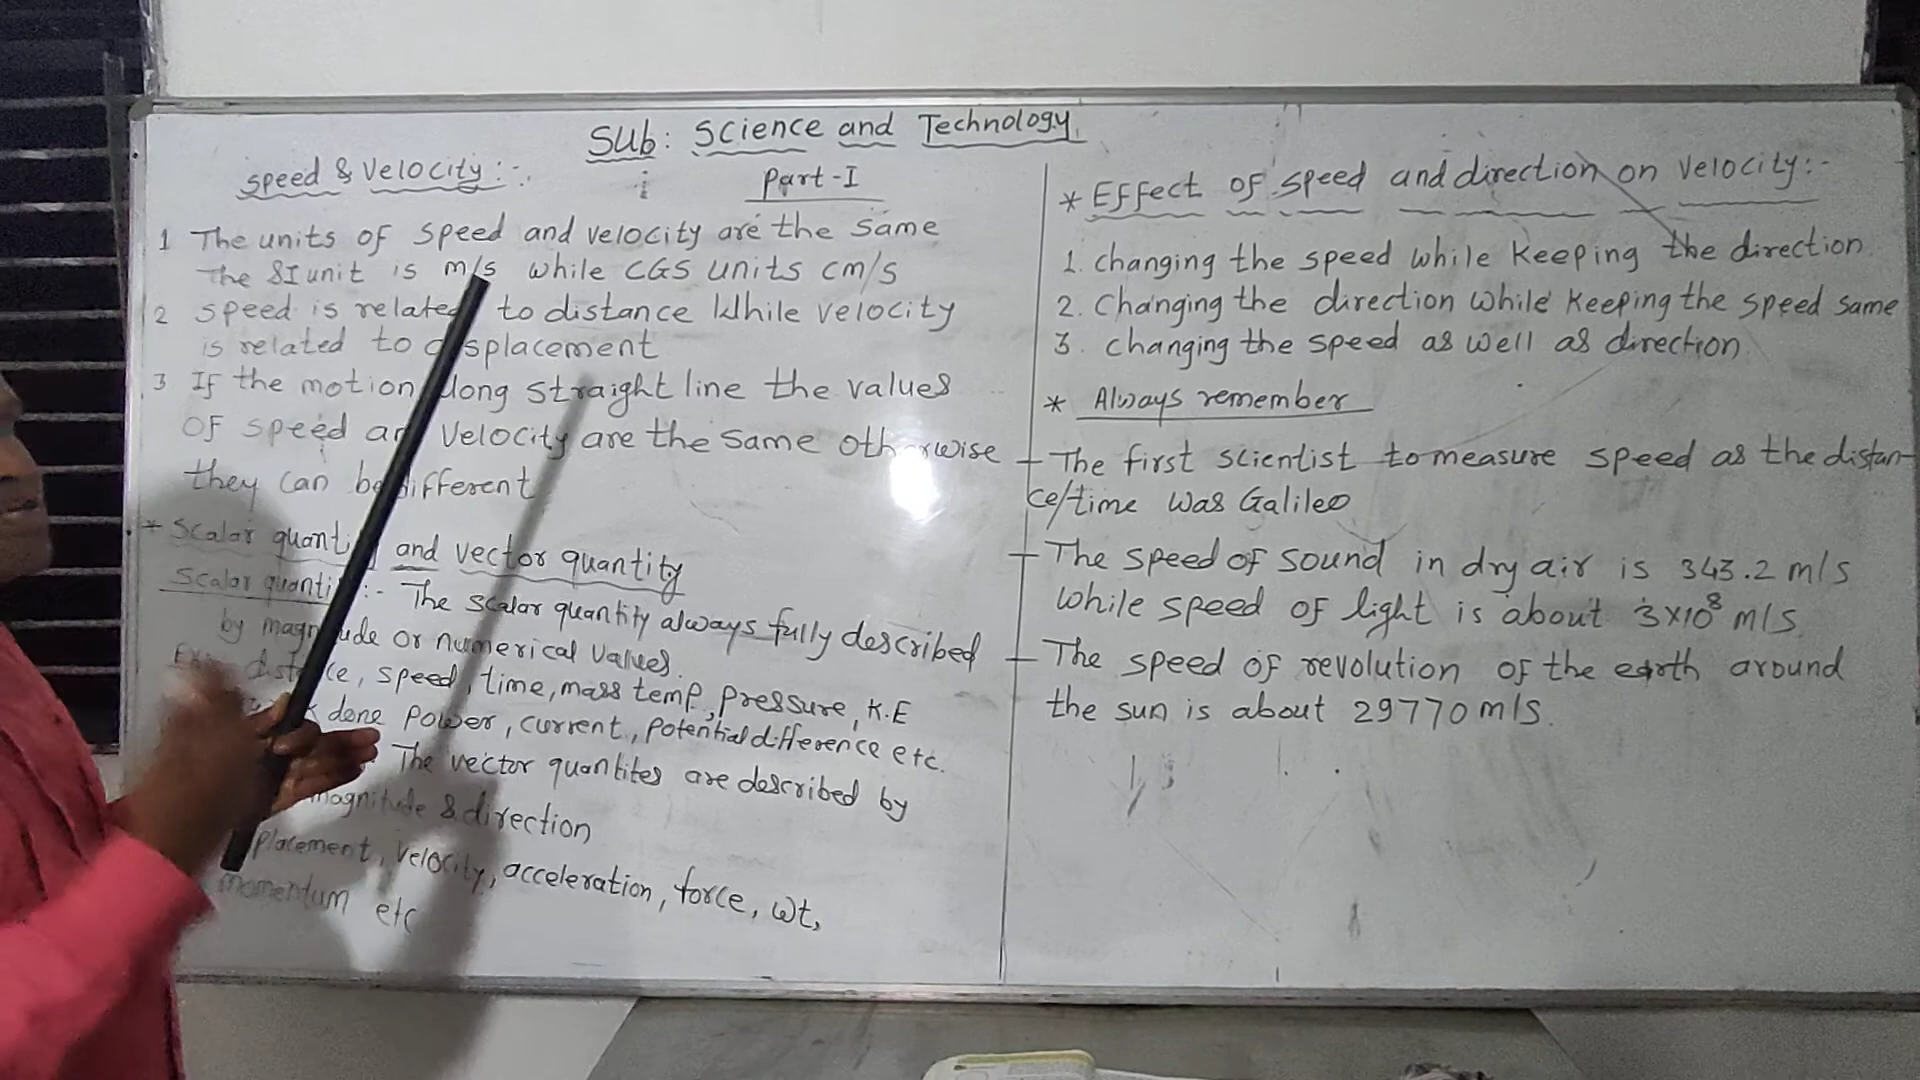 Sub: Science and Technology.
Part-I
Speed & Velocity:-
1 The units of speed and velocity are the same
The SI unit is m/s while CGS units cm/s
2 speed is related to distance While velocity
is related to displacement
3 If the motion along straight line the values
of speed and Velocity are the same otherwise
they can be different
* Scalar quantity and vector quantity
Scalar quantity:- The scalar quantity always fully described
by magnitude or numerical values.
distance, speed, time, mass temp, pressure, K.E
done power, current, potential difference etc.
The vector quantites are described by
magnitude & direction
placement, velocity, acceleration, force, wt,
momentum etc
* Effect of speed and direction on velocity:-
1. changing the speed while keeping the direction
2. Changing the direction while keeping the speed same
3. changing the speed as well as direction
* Always remember
- The first scientist to measure speed as the distan-
ce/time was Galileo
- The speed of sound in dry air is 343.2 m/s
while speed of light is about 3×10⁸ m/s
- The speed of revolution of the earth around
the sun is about 29770 m/s.